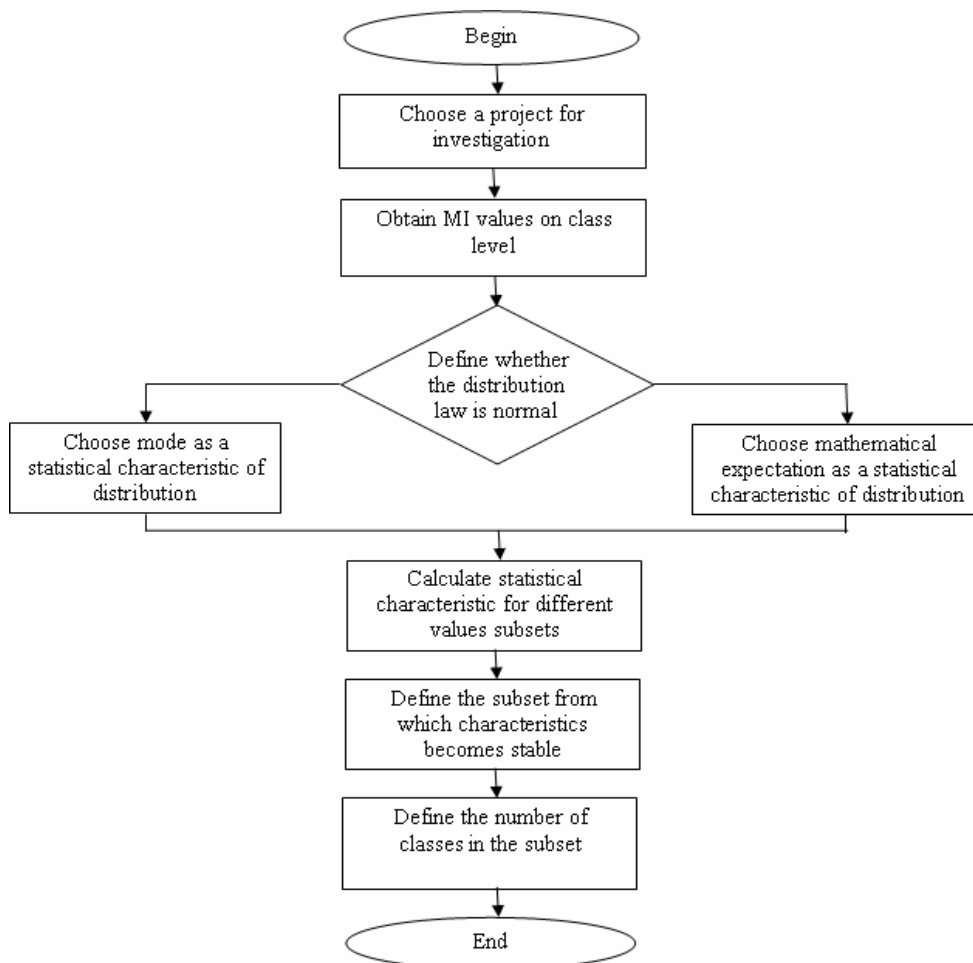 Begin
Choose a project for
investigation
Obtain MI values on class
level
Define whether
the distribution
law is normal
Choose mode as a
statistical characteristic of
distribution
Choose mathematical
expectation as a statistical
characteristic of distribution
Calculate statistical
characteristic for different
values subsets
Define the subset from
which characteristics
becomes stable
Define the number of
classes in the subset
End